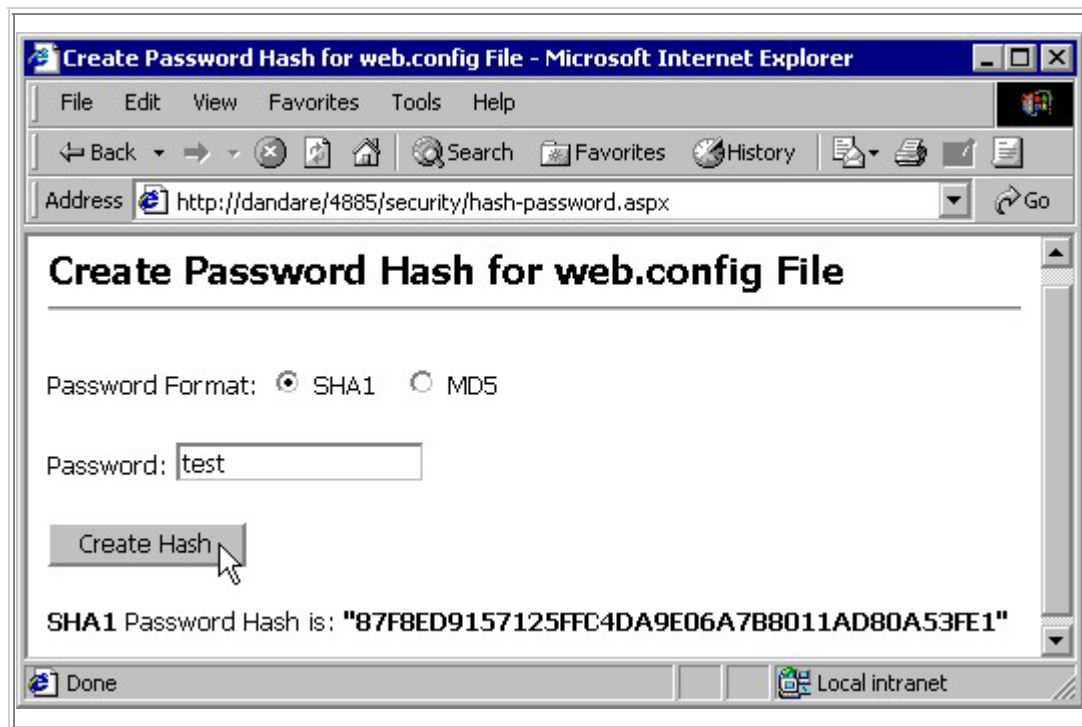 Create Password Hash for web.config File - Microsoft Internet Explorer
File Edit View Favorites Tools Help
Back Search Favorites History
Address http://dandare/4885/security/hash-password.aspx Go
Create Password Hash for web.config File
Password Format: SHA1 MD5
Password: test
Create Hash
SHA1 Password Hash is: "87F8ED9157125FFC4DA9E06A7B8011AD80A53FE1"
Done Local intranet